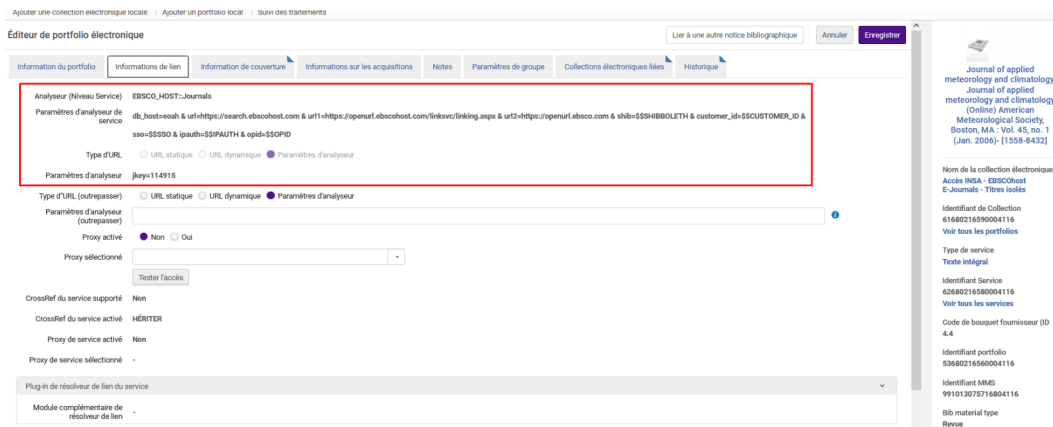 Ajouter une collection électronique locale | Ajouter un portfolio local | Suivi des traitements
Éditeur de portfolio électronique
Lier à une autre notice bibliographique
Annuler
Enregistrer
Information du portfolio
Informations de lien
Information de couverture
Informations sur les acquisitions
Notes
Paramètres de groupe
Collections électroniques liées
Historique
Analyseur (Niveau Service) EBSCO_HOST::Journals
Paramètres d'analyseur de service
db_host=eoah & url=https://search.ebscohost.com & url1=https://openurl.ebscohost.com/linksvc/linking.aspx & url2=https://openurl.ebsco.com & shib=$$SHIBBOLETH & customer_id=$$CUSTOMER_ID &
sso=$$SSO & ipauth=$$IPAUTH & opid=$$OPID
Type d'URL URL statique URL dynamique Paramètres d'analyseur
Paramètres d'analyseur jkey=114915
Type d'URL (outrepasser) URL statique URL dynamique Paramètres d'analyseur
Paramètres d'analyseur
(outrepasser)
Proxy activé Non Oui
Proxy sélectionné
Tester l'accès
CrossRef du service supporté Non
CrossRef du service activé HÉRITER
Proxy de service activé Non
Proxy de service sélectionné -
Plug-in de résolveur de lien du service
Module complémentaire de
résolveur de lien -
Journal of applied
meteorology and climatology
Journal of applied
meteorology and climatology
(Online) American
Meteorological Society,
Boston, MA : Vol. 45, no. 1
(Jan. 2006)- [1558-8432]
Nom de la collection électronique
Accès INSA - EBSCOhost
E-Journals - Titres isolés
Identifiant de Collection
61680216590004116
Voir tous les portfolios
Type de service
Texte intégral
Identifiant Service
62680216580004116
Voir tous les services
Code de bouquet fournisseur (ID
4.4
Identifiant portfolio
53680216560004116
Identifiant MMS
991013075716804116
Bib material type
Revue